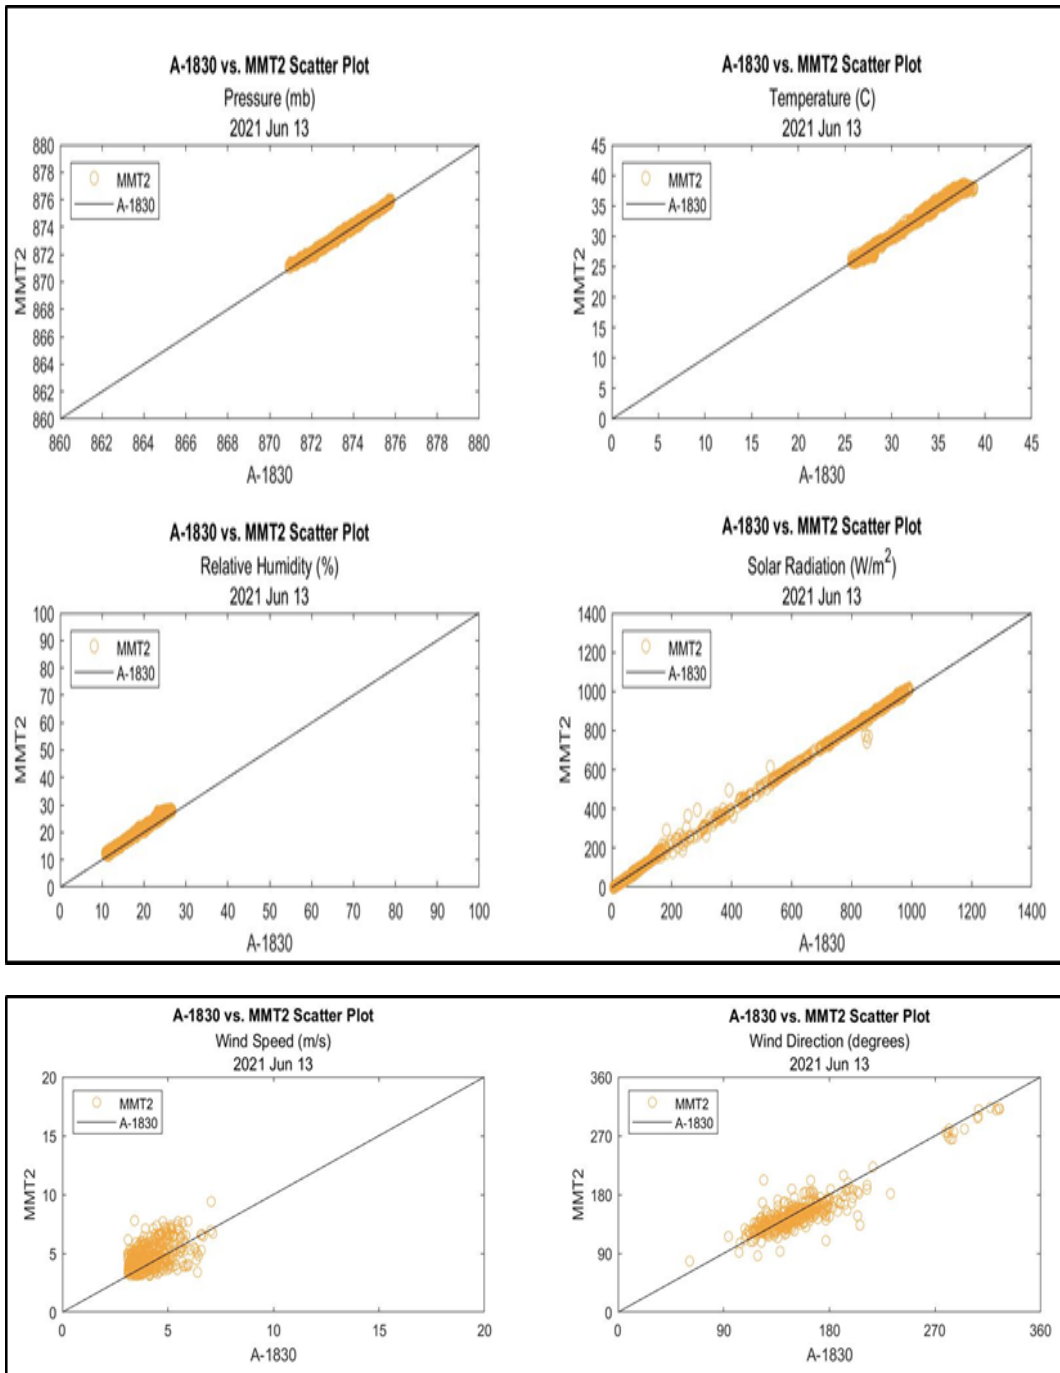 A-1830 vs. MMT2 Scatter Plot
Pressure (mb)
2021 Jun 13
880
878
876
874
872
870
868
866
864
862
860
MMT2
MMT2
A-1830
860 862 864 866 868 870 872 874 876 878 880
A-1830
A-1830 vs. MMT2 Scatter Plot
Temperature (C)
2021 Jun 13
45
40
35
30
25
20
15
10
5
0
MMT2
MMT2
A-1830
0 5 10 15 20 25 30 35 40 45
A-1830
A-1830 vs. MMT2 Scatter Plot
Relative Humidity (%)
2021 Jun 13
100
90
80
70
60
50
40
30
20
10
0
MMT2
MMT2
A-1830
0 10 20 30 40 50 60 70 80 90 100
A-1830
A-1830 vs. MMT2 Scatter Plot
Solar Radiation (W/m²)
2021 Jun 13
1400
1200
1000
800
600
400
200
0
MMT2
MMT2
A-1830
0 200 400 600 800 1000 1200 1400
A-1830
A-1830 vs. MMT2 Scatter Plot
Wind Speed (m/s)
2021 Jun 13
20
15
10
5
0
MMT2
MMT2
A-1830
0 5 10 15 20
A-1830
A-1830 vs. MMT2 Scatter Plot
Wind Direction (degrees)
2021 Jun 13
360
270
180
90
0
MMT2
MMT2
A-1830
0 90 180 270 360
A-1830